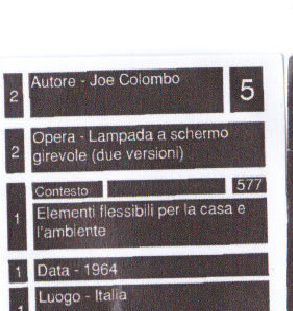 2 Autore - Joe Colombo 5
2 Opera - Lampada a schermo
girevole (due versioni)
Contesto 577
1 Elementi flessibili per la casa e
l'ambiente
1 Data - 1964
1 Luogo - Italia